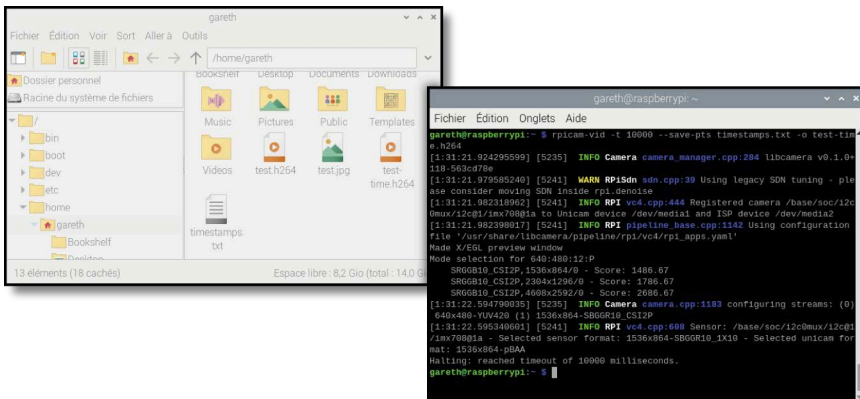 gareth
Fichier Édition Voir Sort Aller à Outils
/home/gareth
Dossier personnel
Racine du système de fichiers
/
bin
boot
dev
etc
home
gareth
Bookshelf
Desktop
Bookshelf Desktop Documents Downloads
Music Pictures Public Templates
Videos test.h264 test.jpg test-
time.h264
timestamps.
txt
13 éléments (18 cachés) Espace libre : 8,2 Gio (total : 14,0 G
gareth@raspberrypi: ~
Fichier Édition Onglets Aide
gareth@raspberrypi:~ $ rpicam-vid -t 10000 --save-pts timestamps.txt -o test-tim
e.h264
[1:31:21.924295599] [5235] INFO Camera camera_manager.cpp:284 libcamera v0.1.0+
118-563cd78e
[1:31:21.979585240] [5241] WARN RPiSdn sdn.cpp:39 Using legacy SDN tuning - ple
ase consider moving SDN inside rpi.denoise
[1:31:21.982318962] [5241] INFO RPI vc4.cpp:444 Registered camera /base/soc/i2c
0mux/i2c@1/imx708@1a to Unicam device /dev/media1 and ISP device /dev/media2
[1:31:21.982398017] [5241] INFO RPI pipeline_base.cpp:1142 Using configuration
file '/usr/share/libcamera/pipeline/rpi/vc4/rpi_apps.yaml'
Made X/EGL preview window
Mode selection for 640:480:12:P
SRGGB10_CSI2P,1536x864/0 - Score: 1486.67
SRGGB10_CSI2P,2304x1296/0 - Score: 1786.67
SRGGB10_CSI2P,4608x2592/0 - Score: 2686.67
[1:31:22.594790035] [5235] INFO Camera camera.cpp:1183 configuring streams: (0)
640x480-YUV420 (1) 1536x864-SBGGR10_CSI2P
[1:31:22.595340601] [5241] INFO RPI vc4.cpp:608 Sensor: /base/soc/i2c0mux/i2c@1
/imx708@1a - Selected sensor format: 1536x864-SBGGR10_1X10 - Selected unicam for
mat: 1536x864-pBAA
Halting: reached timeout of 10000 milliseconds.
gareth@raspberrypi:~ $